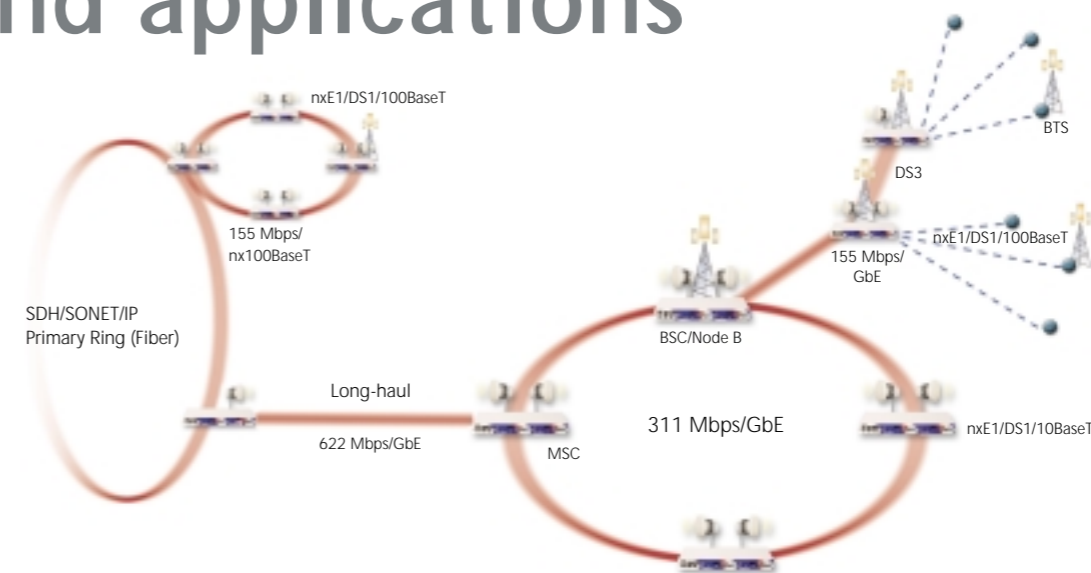 nd applications
nxE1/DS1/100BaseT
BTS
DS3
155 Mbps/
nx100BaseT
nxE1/DS1/100BaseT
155 Mbps/
GbE
SDH/SONET/IP
Primary Ring (Fiber)
BSC/Node B
Long-haul
622 Mbps/GbE
311 Mbps/GbE
nxE1/DS1/10BaseT
MSC